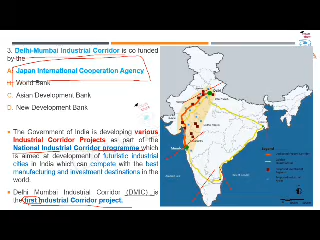 3. Delhi-Mumbai Industrial Corridor is co funded
by the
A. Japan International Cooperation Agency
B. World Bank
C. Asian Development Bank
D. New Development Bank
The Government of India is developing various
Industrial Corridor Projects as part of the
National Industrial Corridor programme which
is aimed at development of futuristic industrial
cities in India which can compete with the best
manufacturing and investment destinations in the
world.
Delhi Mumbai Industrial Corridor (DMIC) is
the first Industrial Corridor project.
Delhi
Mumbai